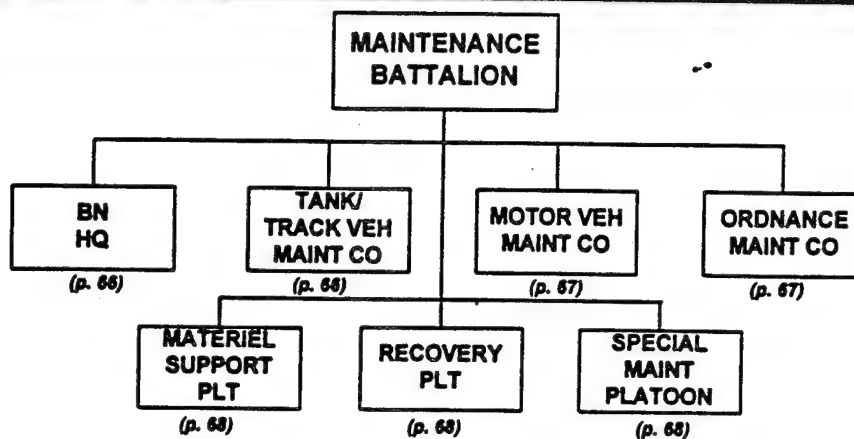 MAINTENANCE
BATTALION
BN
HQ
(p. 66)
TANK/
TRACK VEH
MAINT CO
(p. 66)
MOTOR VEH
MAINT CO
(p. 67)
ORDNANCE
MAINT CO
(p. 67)
MATERIEL
SUPPORT
PLT
(p. 68)
RECOVERY
PLT
(p. 68)
SPECIAL
MAINT
PLATOON
(p. 68)